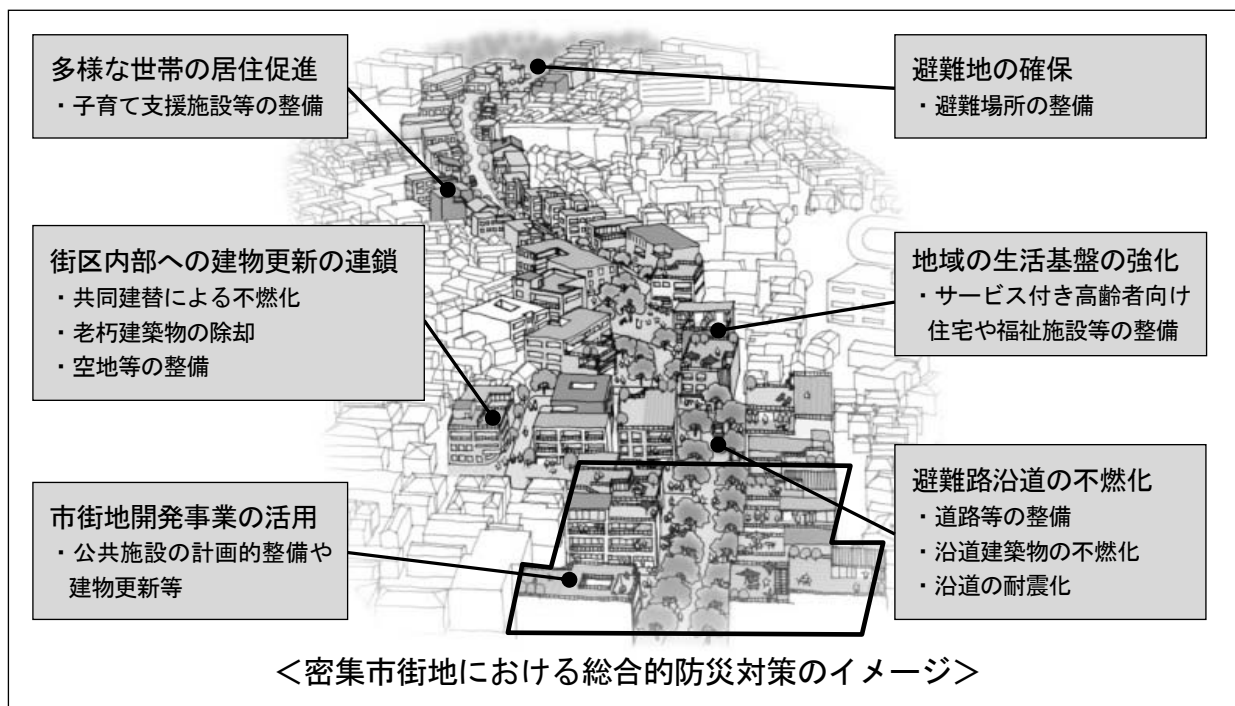 多様な世帯の居住促進
・子育て支援施設等の整備
避難地の確保
・避難場所の整備
街区内部への建物更新の連鎖
・共同建替による不燃化
・老朽建築物の除却
・空地等の整備
地域の生活基盤の強化
・サービス付き高齢者向け
住宅や福祉施設等の整備
市街地開発事業の活用
・公共施設の計画的整備や
建物更新等
避難路沿道の不燃化
・道路等の整備
・沿道建築物の不燃化
・沿道の耐震化
＜密集市街地における総合的防災対策のイメージ＞